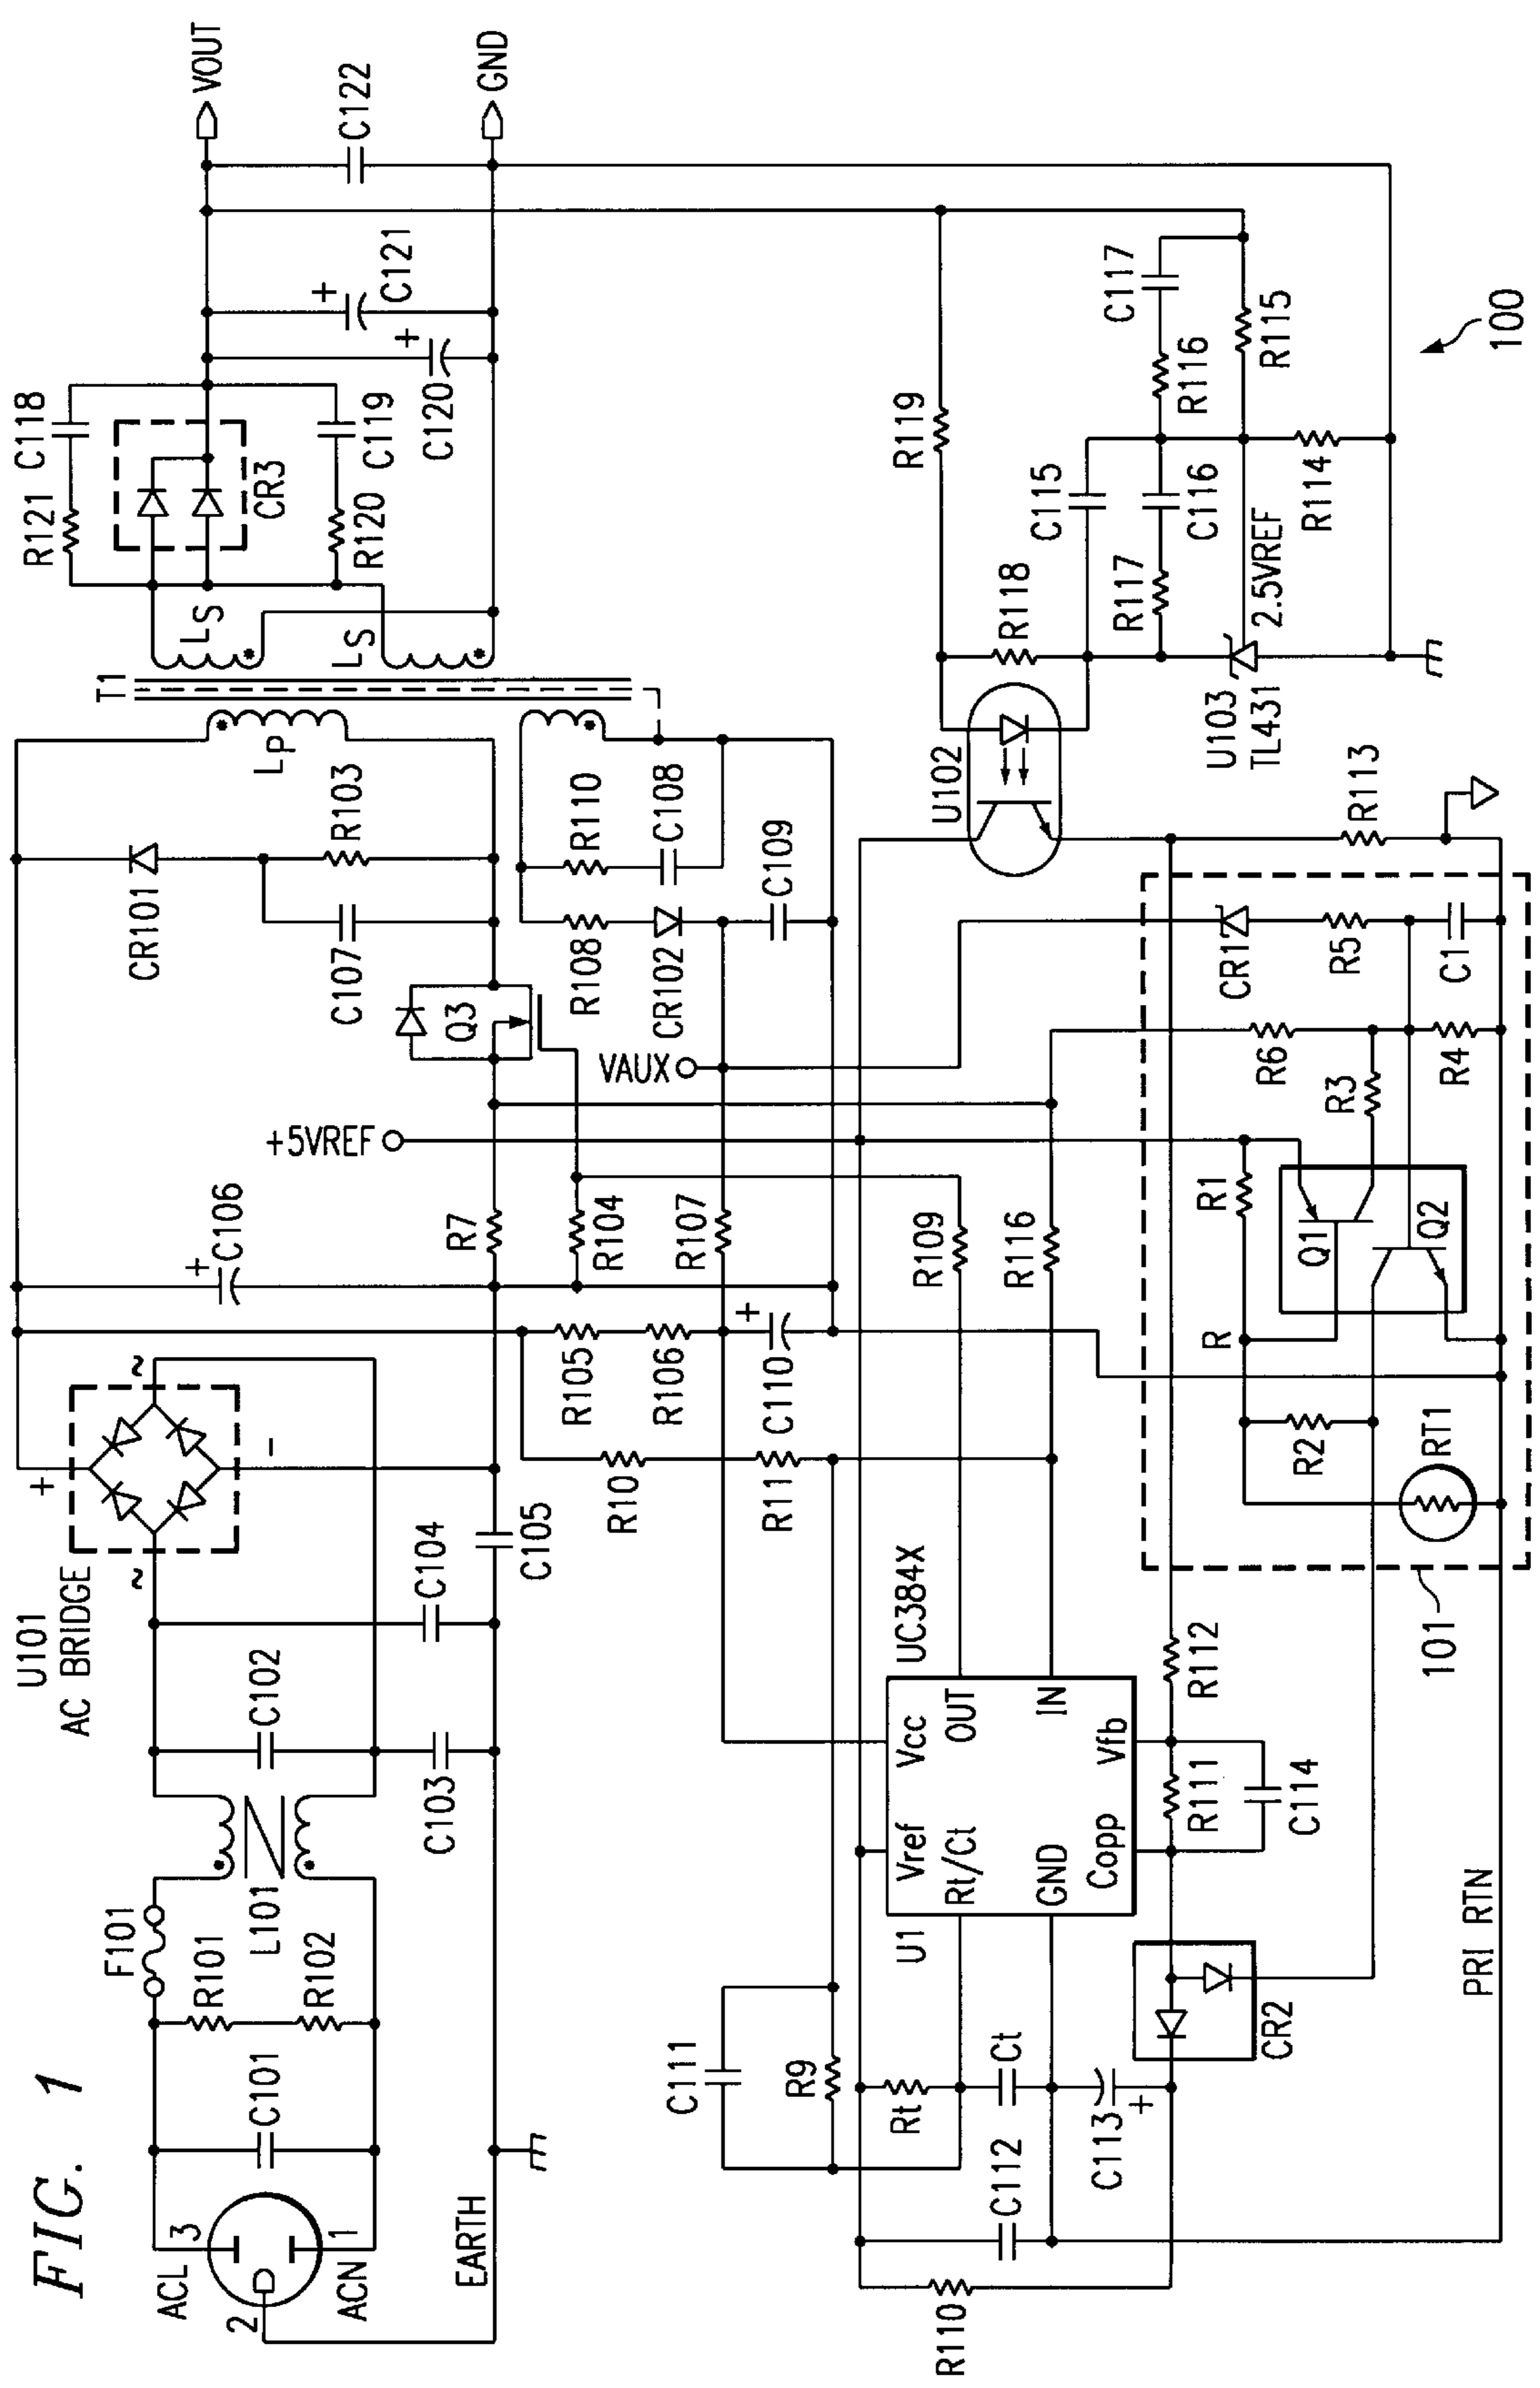 FIG. 1
ACL
3
2
1
ACN
EARTH
C101
F101
R101
R102
L101
C102
C103
U101
AC BRIDGE
~
~
+
-
C104
C105
+
C106
R7
R104
R105
R106
R107
+
C110
R10
R11
+5VREF
VAUX
Q3
CR101
C107
R103
LP
R110
C108
R108
CR102
C109
T1
LS
LS
R121
C118
CR3
R120
C119
+
C120
+
C121
C122
VOUT
GND
R119
R118
C115
R117
C116
C117
R116
R115
R114
2.5VREF
U103
TL431
U102
R113
100
R109
R116
UC384X
U1
Vcc
OUT
IN
Vref
Rt/Ct
GND
Copp
Vfb
R111
C114
R112
C111
R9
Rt
Ct
C112
C113
+
R110
CR2
PRI RTN
101
CR1
R5
C1
R6
R3
R4
R1
Q1
Q2
R
R2
RT1